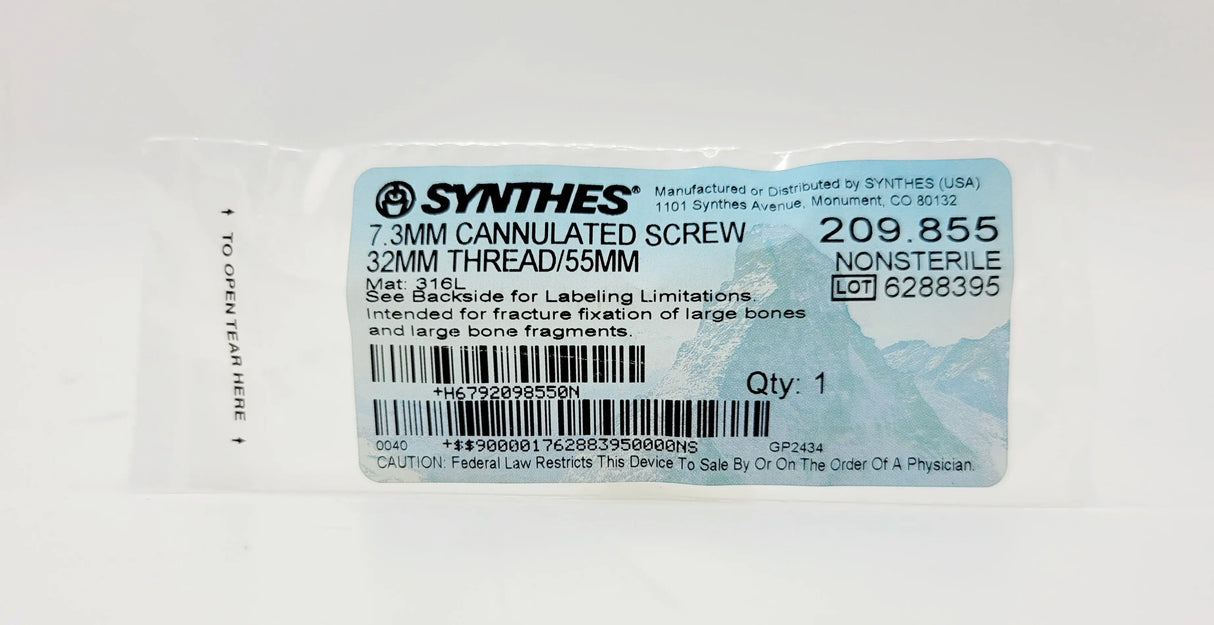 TO OPEN TEAR HERE
SYNTHES®
Manufactured or Distributed by SYNTHES (USA)
1101 Synthes Avenue, Monument, CO 80132
7.3MM CANNULATED SCREW
209.855
32MM THREAD/55MM
NONSTERILE
Mat: 316L
LOT 6288395
See Backside for Labeling Limitations.
Intended for fracture fixation of large bones
and large bone fragments.
Qty: 1
+H6792098550N
+$$900001762883950000NS
0040
GP2434
CAUTION: Federal Law Restricts This Device To Sale By Or On The Order Of A Physician.